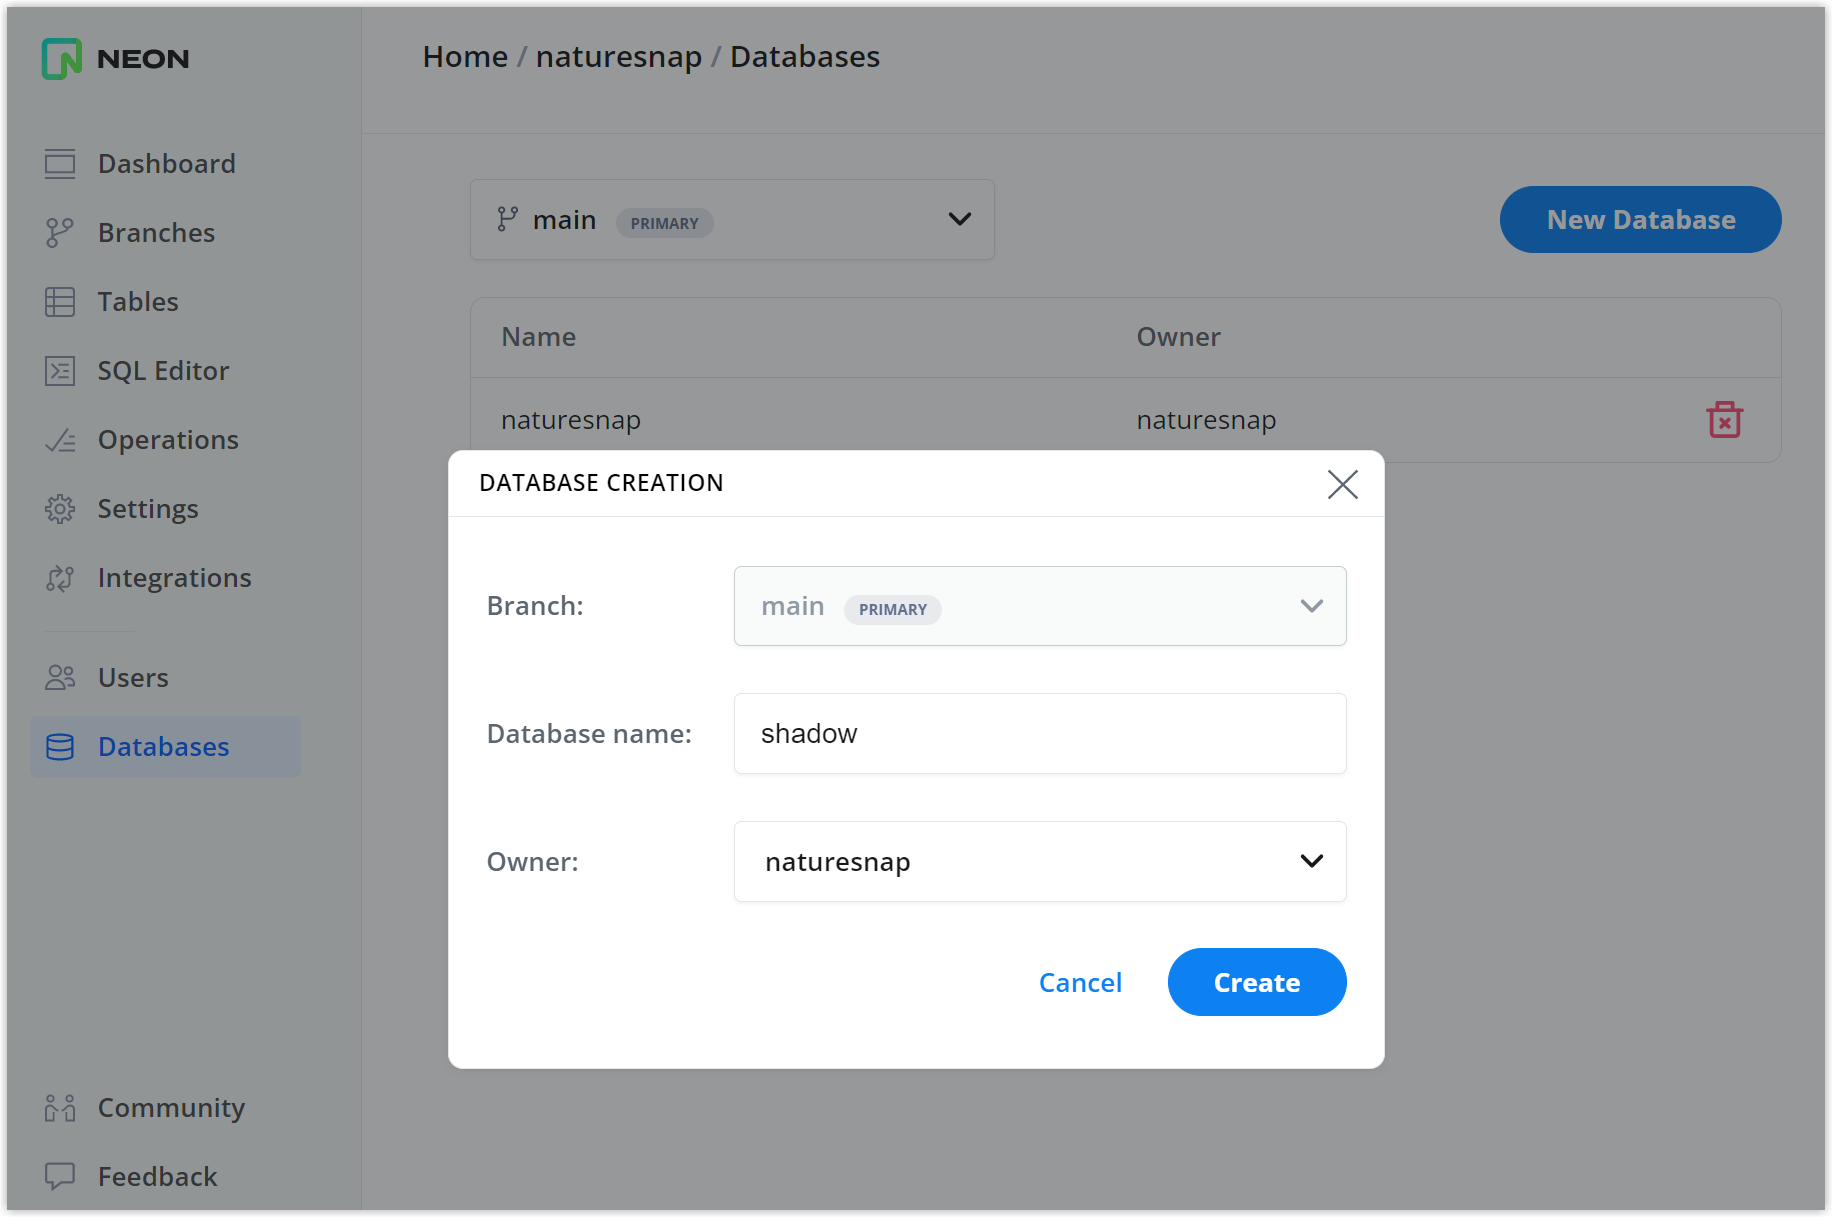 NEON
Home / naturesnap / Databases
Dashboard
Branches
Tables
SQL Editor
Operations
Settings
Integrations
Users
Databases
Community
Feedback
main PRIMARY
New Database
Name Owner
naturesnap naturesnap
DATABASE CREATION
Branch: main PRIMARY
Database name: shadow
Owner: naturesnap
Cancel Create